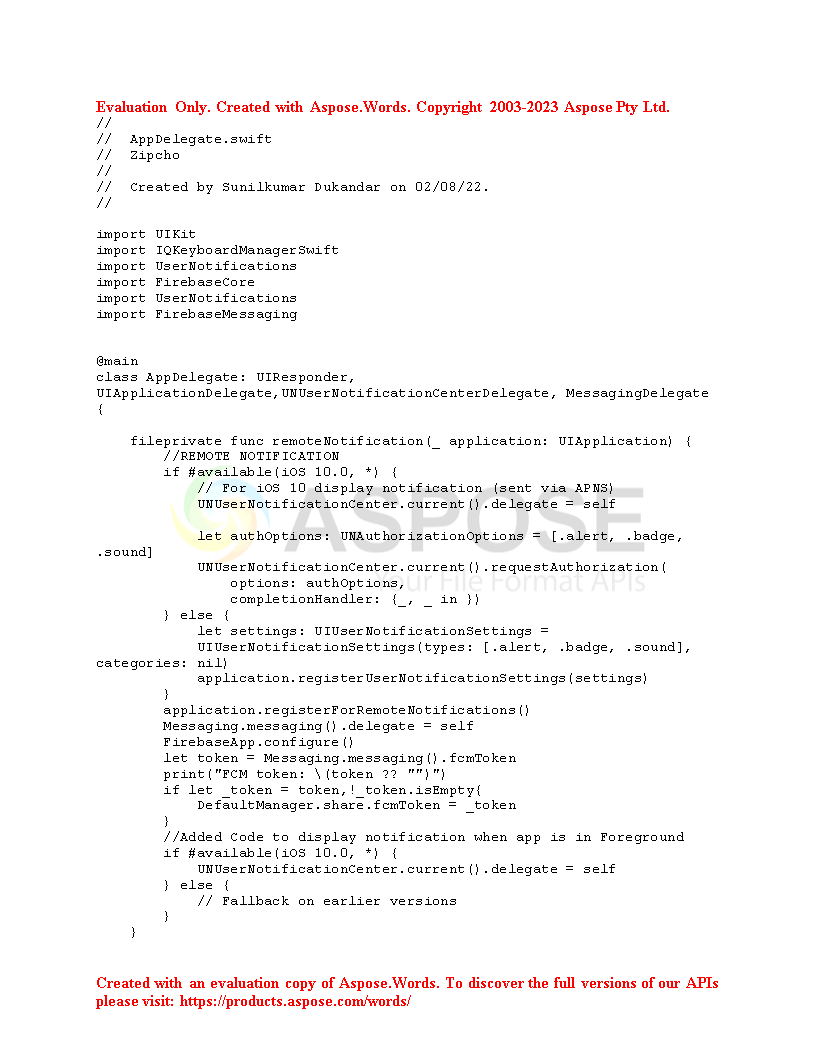 Evaluation Only. Created with Aspose.Words. Copyright 2003-2023 Aspose Pty Ltd.
//
//  AppDelegate.swift
//  Zipcho
//
//  Created by Sunilkumar Dukandar on 02/08/22.
//
import UIKit
import IQKeyboardManagerSwift
import UserNotifications
import FirebaseCore
import UserNotifications
import FirebaseMessaging
@main
class AppDelegate: UIResponder,
UIApplicationDelegate,UNUserNotificationCenterDelegate, MessagingDelegate
{
    fileprivate func remoteNotification(_ application: UIApplication) {
        //REMOTE NOTIFICATION
        if #available(iOS 10.0, *) {
            // For iOS 10 display notification (sent via APNS)
            UNUserNotificationCenter.current().delegate = self
ASPOSE
            let authOptions: UNAuthorizationOptions = [.alert, .badge,
.sound]
            UNUserNotificationCenter.current().requestAuthorization(
Your File Format APIs
                options: authOptions,
                completionHandler: {_, _ in })
        } else {
            let settings: UIUserNotificationSettings =
            UIUserNotificationSettings(types: [.alert, .badge, .sound],
categories: nil)
            application.registerUserNotificationSettings(settings)
        }
        application.registerForRemoteNotifications()
        Messaging.messaging().delegate = self
        FirebaseApp.configure()
        let token = Messaging.messaging().fcmToken
        print("FCM token: \(token ?? "")")
        if let _token = token,!_token.isEmpty{
            DefaultManager.share.fcmToken = _token
        }
        //Added Code to display notification when app is in Foreground
        if #available(iOS 10.0, *) {
            UNUserNotificationCenter.current().delegate = self
        } else {
            // Fallback on earlier versions
        }
    }
Created with an evaluation copy of Aspose.Words. To discover the full versions of our APIs
please visit: https://products.aspose.com/words/